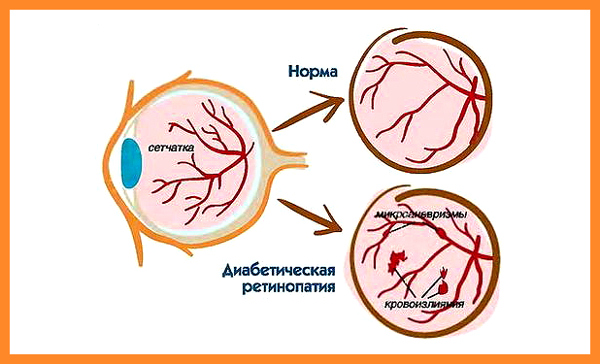 Норма
сетчатка
микроаневризмы
Диабетическая
ретинопатия
кровоизлияния